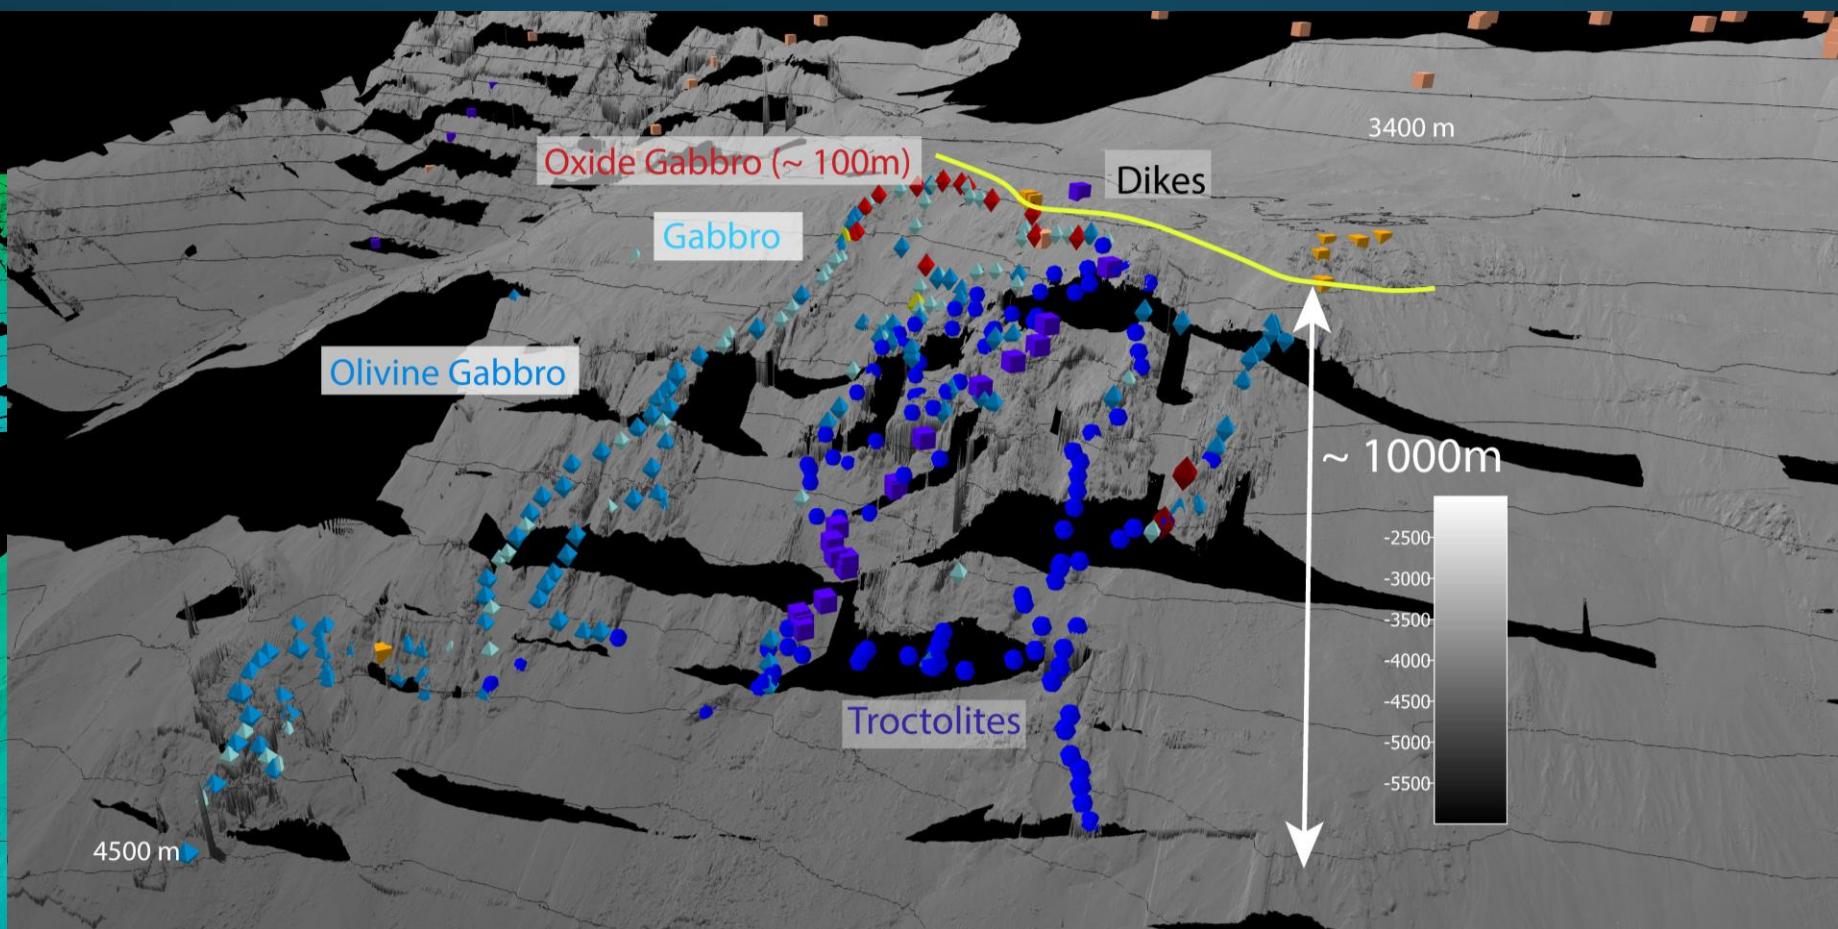 3400 m
Oxide Gabbro (~ 100m)
Dikes
Gabbro
Olivine Gabbro
~ 1000m
-2500
-3000
-3500
-4000
-4500
-5000
-5500
Troctolites
4500 m